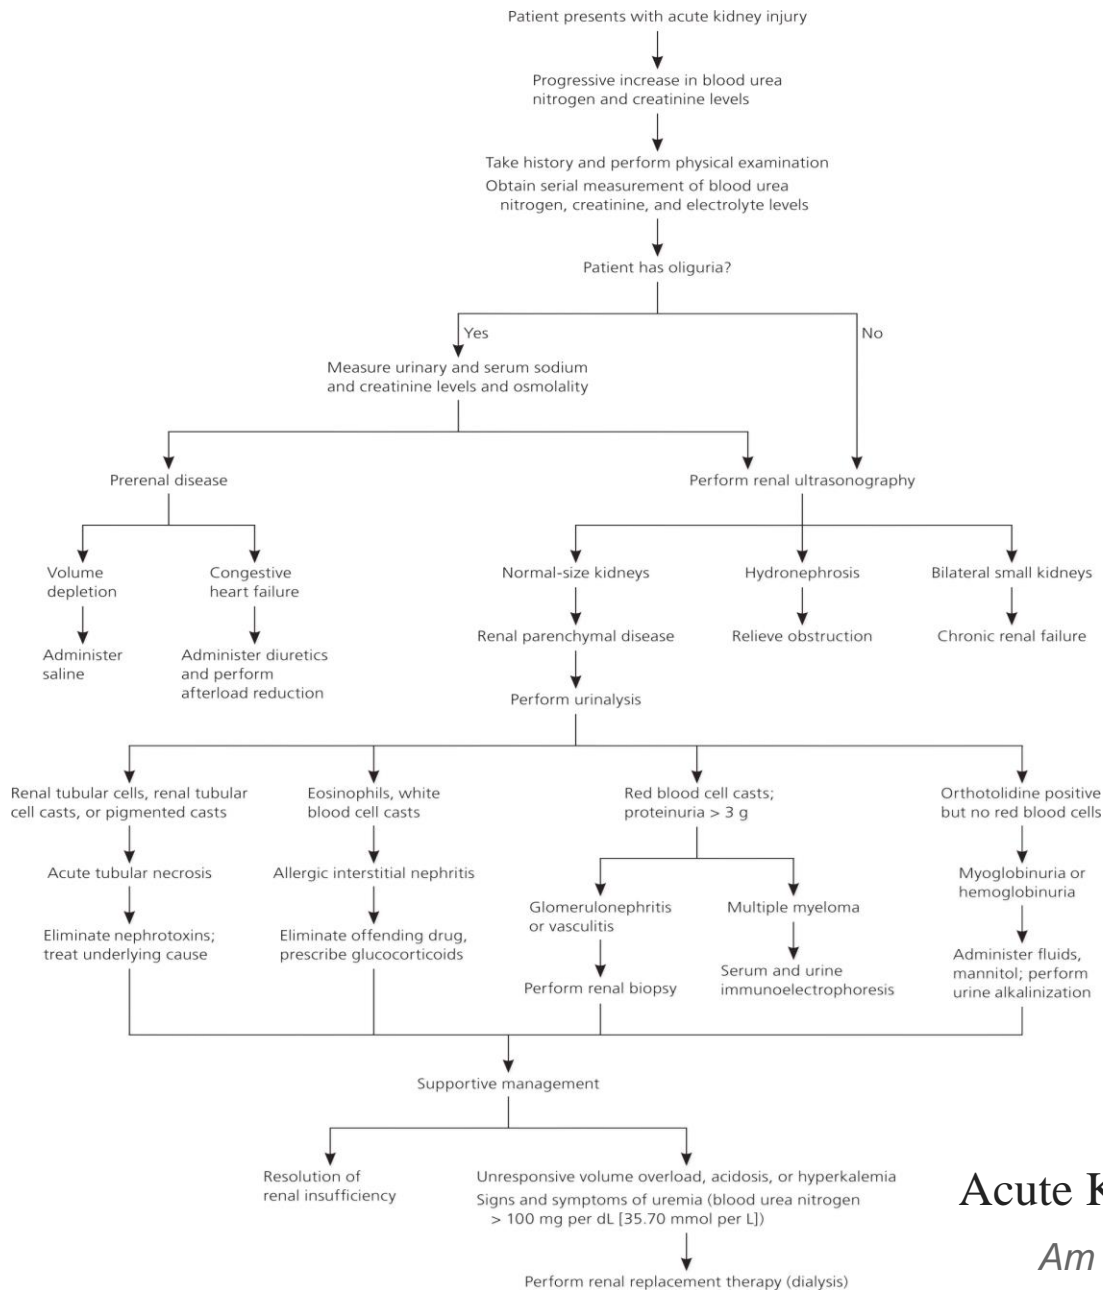 Patient presents with acute kidney injury
Progressive increase in blood urea
nitrogen and creatinine levels
Take history and perform physical examination
Obtain serial measurement of blood urea
nitrogen, creatinine, and electrolyte levels
Patient has oliguria?
Yes
No
Measure urinary and serum sodium
and creatinine levels and osmolality
Prerenal disease
Perform renal ultrasonography
Volume
depletion
Congestive
heart failure
Normal-size kidneys
Hydronephrosis
Bilateral small kidneys
Administer
saline
Administer diuretics
and perform
afterload reduction
Renal parenchymal disease
Relieve obstruction
Chronic renal failure
Perform urinalysis
Renal tubular cells, renal tubular
cell casts, or pigmented casts
Eosinophils, white
blood cell casts
Red blood cell casts;
proteinuria > 3 g
Orthotolidine positive
but no red blood cells
Acute tubular necrosis
Allergic interstitial nephritis
Glomerulonephritis
or vasculitis
Multiple myeloma
Myoglobinuria or
hemoglobinuria
Eliminate nephrotoxins;
treat underlying cause
Eliminate offending drug,
prescribe glucocorticoids
Perform renal biopsy
Serum and urine
immunoelectrophoresis
Administer fluids,
mannitol; perform
urine alkalinization
Supportive management
Resolution of
renal insufficiency
Unresponsive volume overload, acidosis, or hyperkalemia
Signs and symptoms of uremia (blood urea nitrogen
> 100 mg per dL [35.70 mmol per L])
Perform renal replacement therapy (dialysis)
Acute K
Am